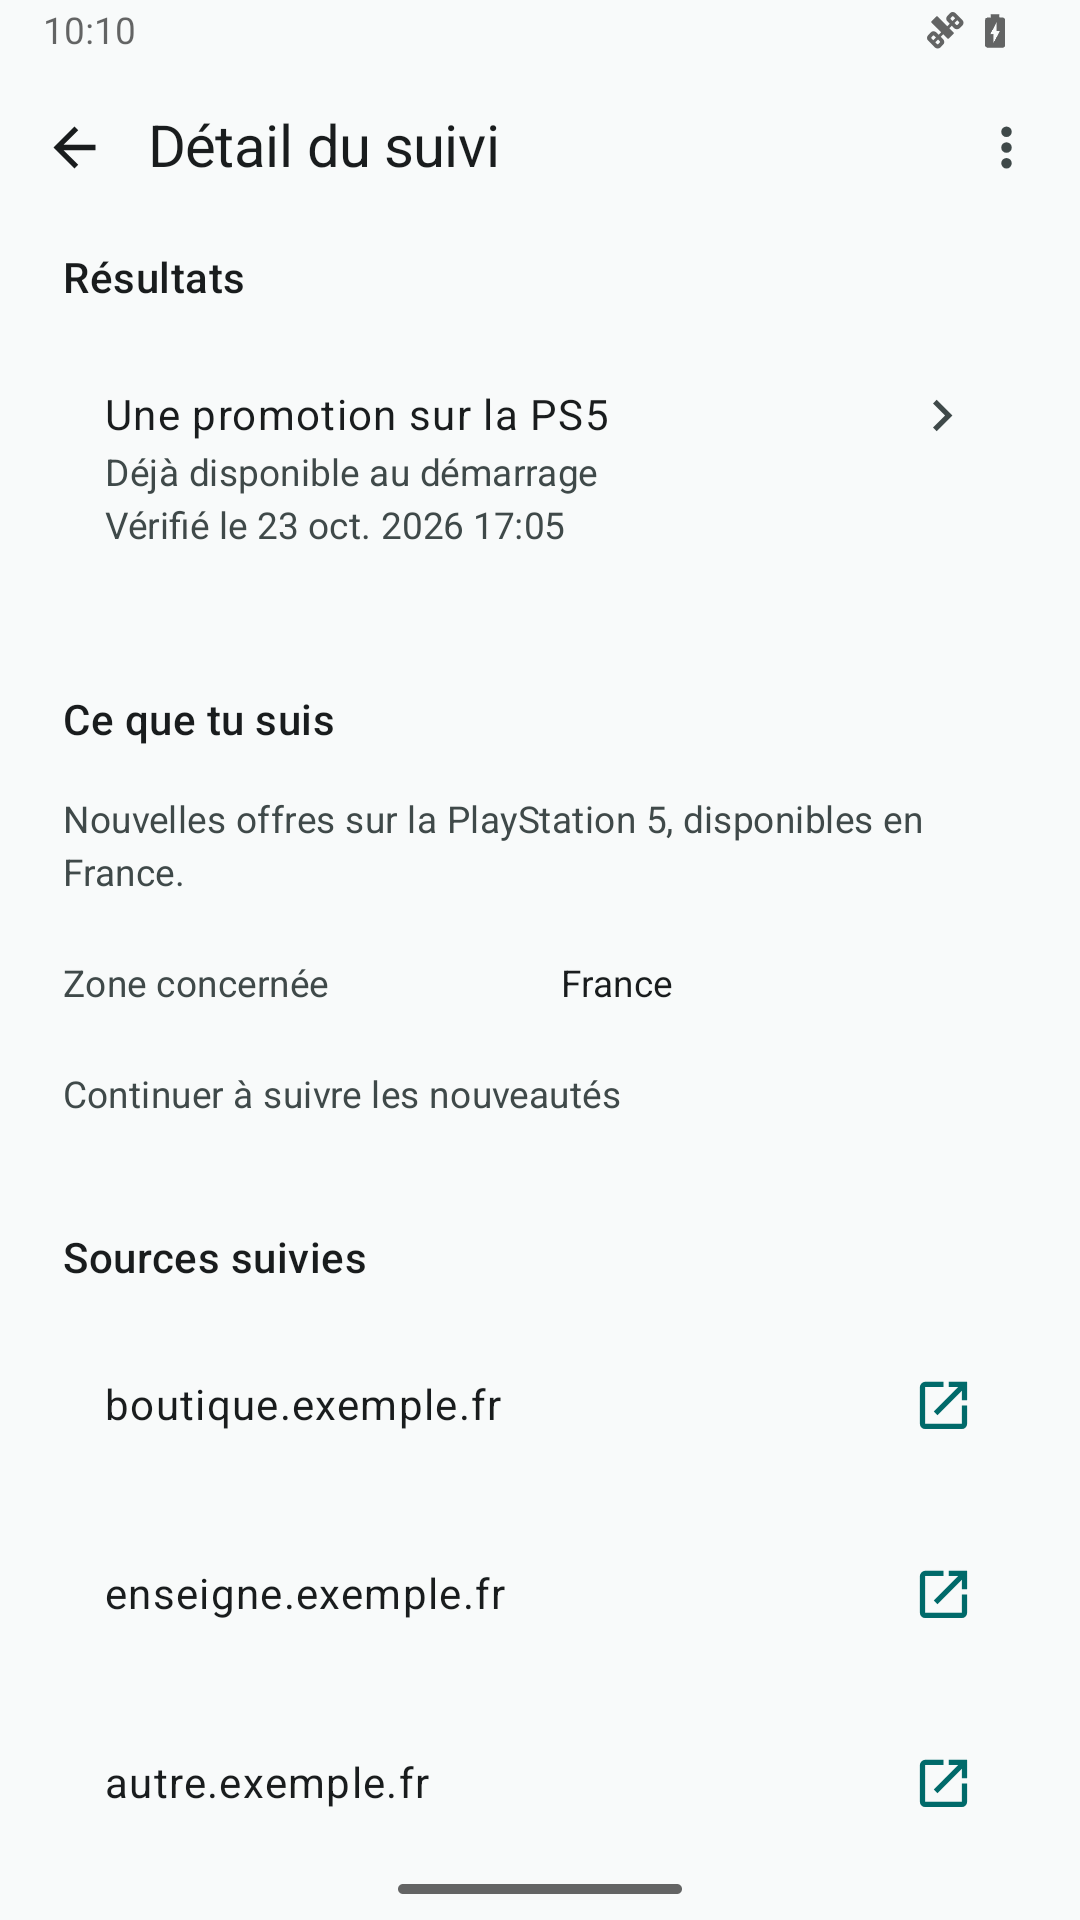 10:10
Détail du suivi
Résultats
Une promotion sur la PS5
Déjà disponible au démarrage
Vérifié le 23 oct. 2026 17:05
Ce que tu suis
Nouvelles offres sur la PlayStation 5, disponibles en
France.
Zone concernée France
Continuer à suivre les nouveautés
Sources suivies
boutique.exemple.fr
enseigne.exemple.fr
autre.exemple.fr